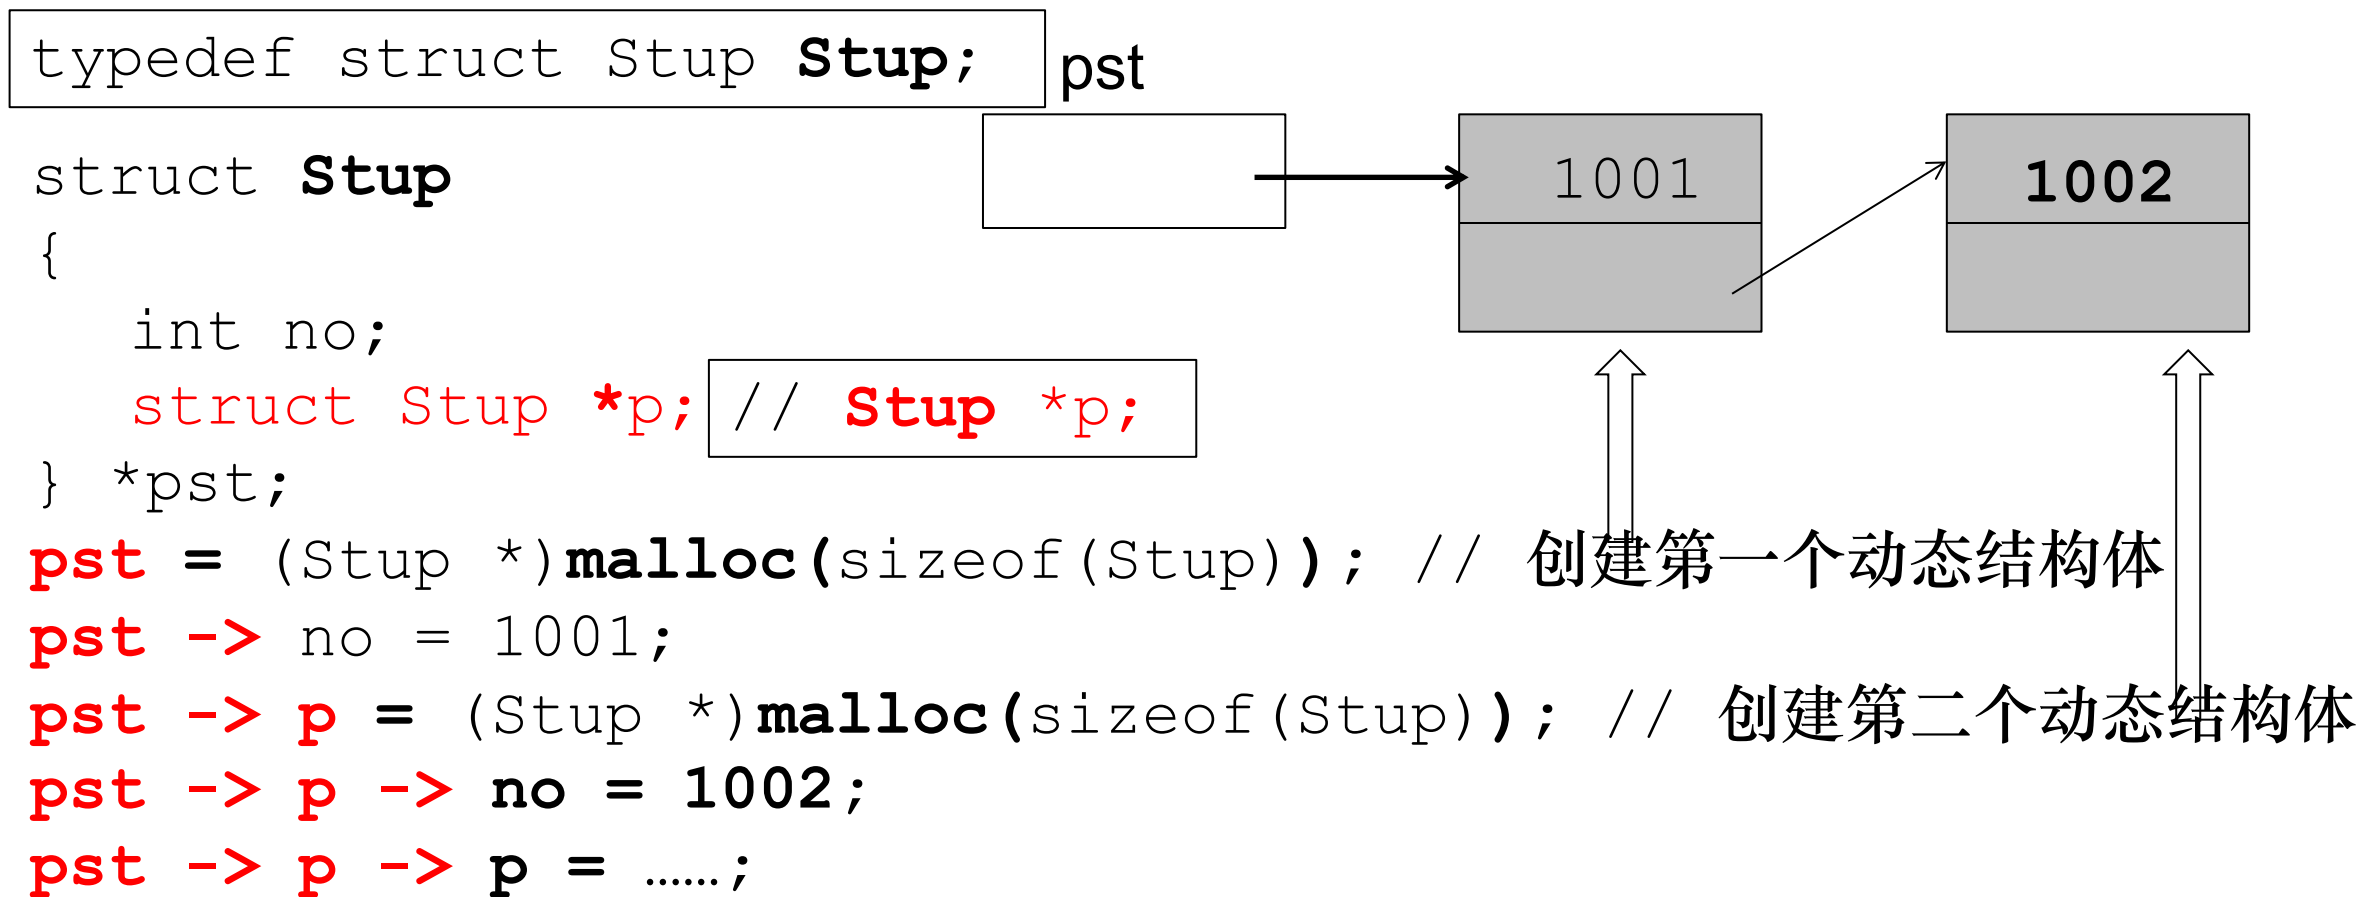 typedef struct Stup Stup;
pst
1001
1002
struct Stup
{
int no;
struct Stup *p; // Stup *p;
} *pst;
pst = (Stup *)malloc(sizeof(Stup)); // 创建第一个动态结构体
pst -> no = 1001;
pst -> p = (Stup *)malloc(sizeof(Stup)); // 创建第二个动态结构体
pst -> p -> no = 1002;
pst -> p -> p = ……;